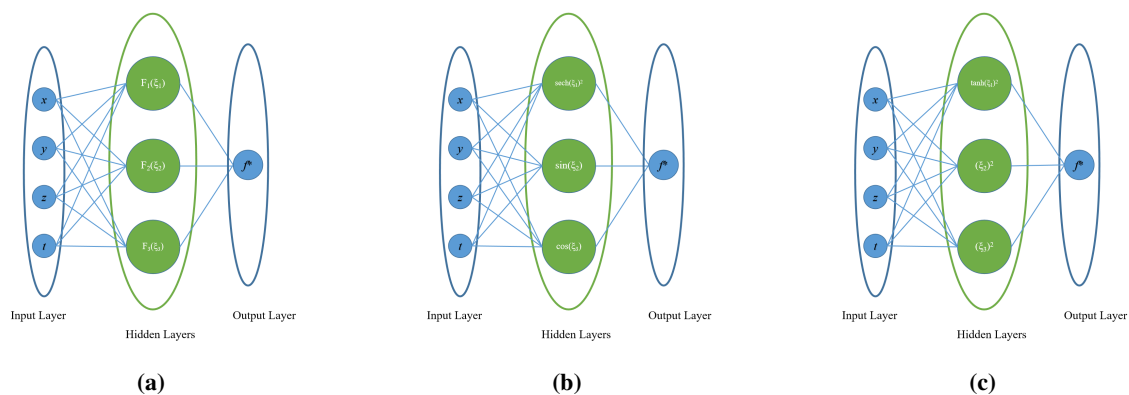 x
y
z
t
F₁(ξ₁)
F₂(ξ₂)
F₃(ξ₃)
f*
Input Layer
Hidden Layers
Output Layer
(a)
x
y
z
t
sech(ξ₁)²
sin(ξ₂)
cos(ξ₃)
f*
Input Layer
Hidden Layers
Output Layer
(b)
x
y
z
t
tanh(ξ₁)²
(ξ₂)²
(ξ₃)²
f*
Input Layer
Hidden Layers
Output Layer
(c)